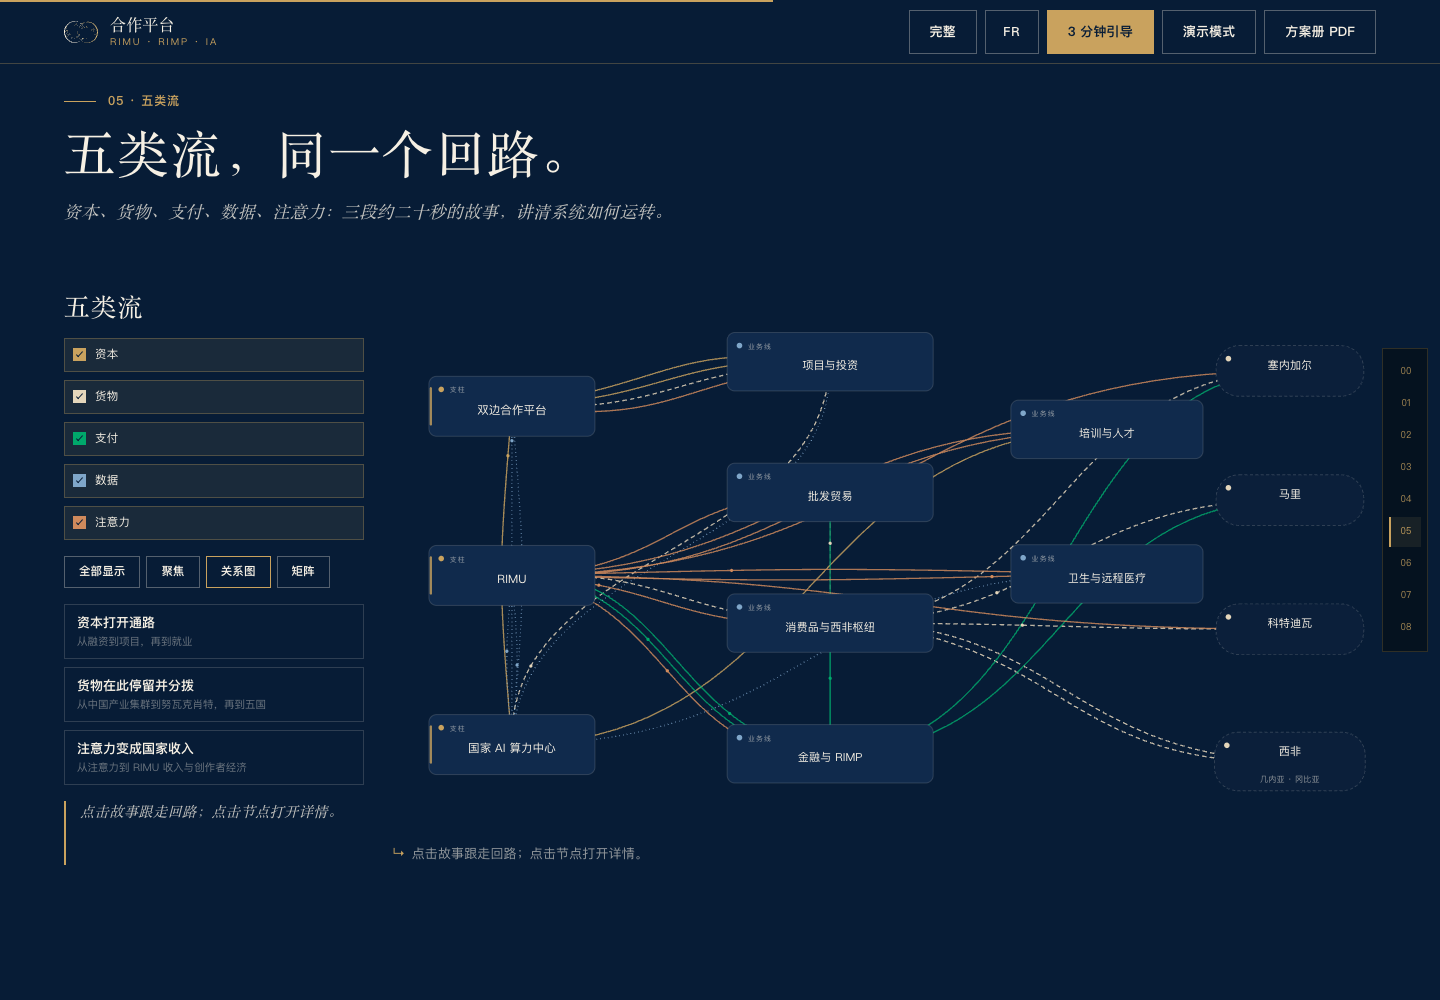 合作平台
RIMU · RIMP · IA
完整
FR
3 分钟引导
演示模式
方案册 PDF
05 · 五类流
五类流，同一个回路。
资本、货物、支付、数据、注意力：三段约二十秒的故事，讲清系统如何运转。
五类流
资本
货物
支付
数据
注意力
全部显示
聚焦
关系图
矩阵
资本打开通路
从融资到项目，再到就业
货物在此停留并分拨
从中国产业集群到努瓦克肖特，再到五国
注意力变成国家收入
从注意力到 RIMU 收入与创作者经济
点击故事跟走回路；点击节点打开详情。
支柱
双边合作平台
支柱
RIMU
支柱
国家 AI 算力中心
业务线
项目与投资
业务线
批发贸易
业务线
消费品与西非枢纽
业务线
金融与 RIMP
业务线
培训与人才
业务线
卫生与远程医疗
塞内加尔
马里
科特迪瓦
西非
几内亚 · 冈比亚
↳ 点击故事跟走回路；点击节点打开详情。
00
01
02
03
04
05
06
07
08